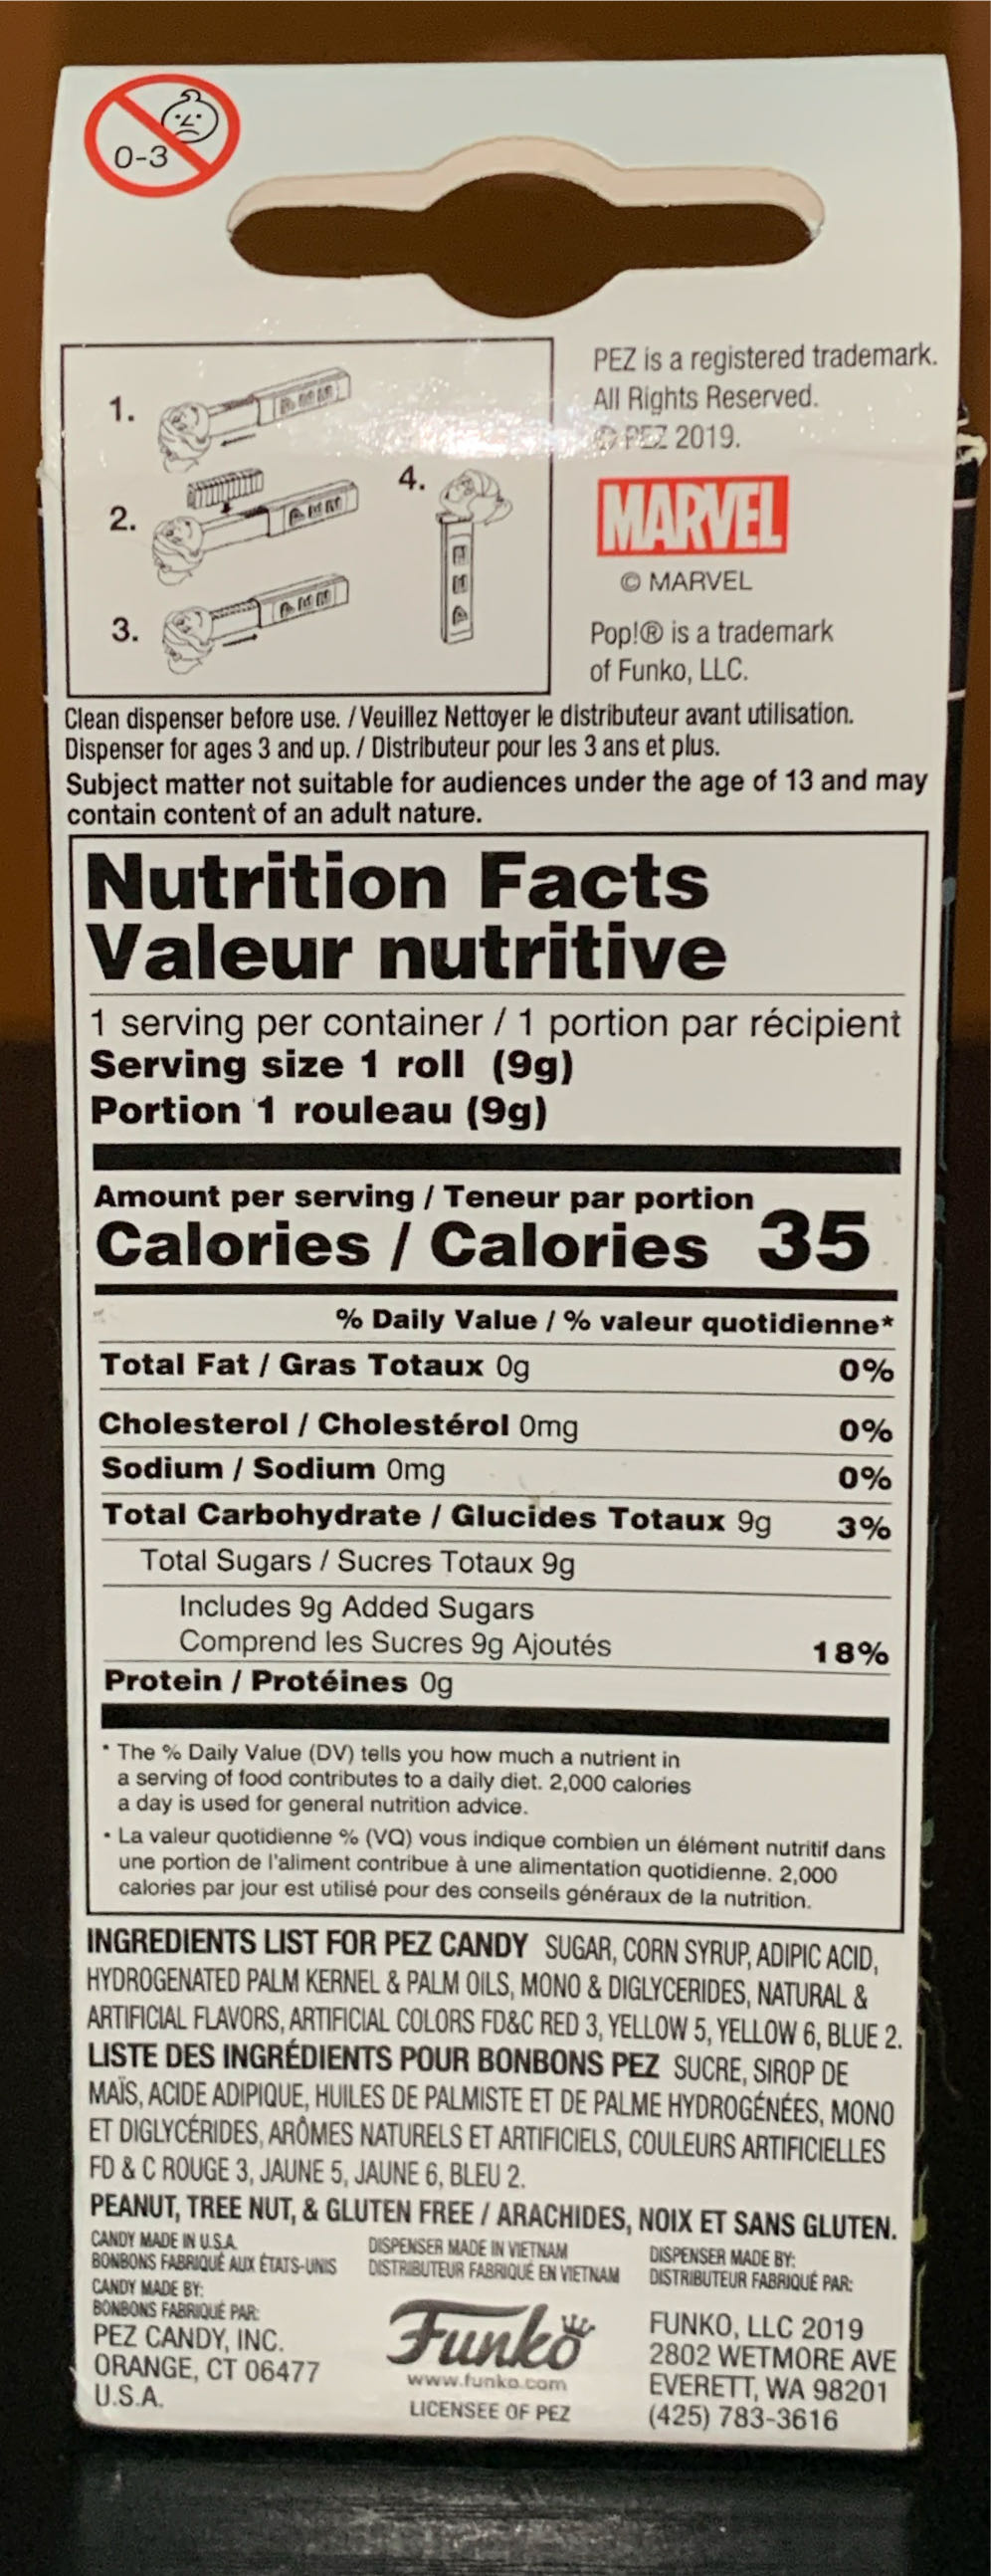 0-3
1.
2.
3.
4.
PEZ is a registered trademark.
All Rights Reserved.
© PEZ 2019.
MARVEL
© MARVEL
Pop!® is a trademark
of Funko, LLC.
Clean dispenser before use. / Veuillez Nettoyer le distributeur avant utilisation.
Dispenser for ages 3 and up. / Distributeur pour les 3 ans et plus.
Subject matter not suitable for audiences under the age of 13 and may
contain content of an adult nature.
Nutrition Facts
Valeur nutritive
1 serving per container / 1 portion par récipient
Serving size 1 roll (9g)
Portion 1 rouleau (9g)
Amount per serving / Teneur par portion
Calories / Calories 35
% Daily Value / % valeur quotidienne*
Total Fat / Gras Totaux 0g 0%
Cholesterol / Cholestérol 0mg 0%
Sodium / Sodium 0mg 0%
Total Carbohydrate / Glucides Totaux 9g 3%
Total Sugars / Sucres Totaux 9g
Includes 9g Added Sugars
Comprend les Sucres 9g Ajoutés 18%
Protein / Protéines 0g
* The % Daily Value (DV) tells you how much a nutrient in
a serving of food contributes to a daily diet. 2,000 calories
a day is used for general nutrition advice.
• La valeur quotidienne % (VQ) vous indique combien un élément nutritif dans
une portion de l'aliment contribue à une alimentation quotidienne. 2,000
calories par jour est utilisé pour des conseils généraux de la nutrition.
INGREDIENTS LIST FOR PEZ CANDY SUGAR, CORN SYRUP, ADIPIC ACID,
HYDROGENATED PALM KERNEL & PALM OILS, MONO & DIGLYCERIDES, NATURAL &
ARTIFICIAL FLAVORS, ARTIFICIAL COLORS FD&C RED 3, YELLOW 5, YELLOW 6, BLUE 2.
LISTE DES INGRÉDIENTS POUR BONBONS PEZ SUCRE, SIROP DE
MAÏS, ACIDE ADIPIQUE, HUILES DE PALMISTE ET DE PALME HYDROGÉNÉES, MONO
ET DIGLYCÉRIDES, ARÔMES NATURELS ET ARTIFICIELS, COULEURS ARTIFICIELLES
FD & C ROUGE 3, JAUNE 5, JAUNE 6, BLEU 2.
PEANUT, TREE NUT, & GLUTEN FREE / ARACHIDES, NOIX ET SANS GLUTEN.
CANDY MADE IN U.S.A.
BONBONS FABRIQUÉ AUX ÉTATS-UNIS
CANDY MADE BY:
BONBONS FABRIQUÉ PAR:
PEZ CANDY, INC.
ORANGE, CT 06477
U.S.A.
DISPENSER MADE IN VIETNAM
DISTRIBUTEUR FABRIQUÉ EN VIETNAM
Funko
www.funko.com
LICENSEE OF PEZ
DISPENSER MADE BY:
DISTRIBUTEUR FABRIQUÉ PAR:
FUNKO, LLC 2019
2802 WETMORE AVE
EVERETT, WA 98201
(425) 783-3616